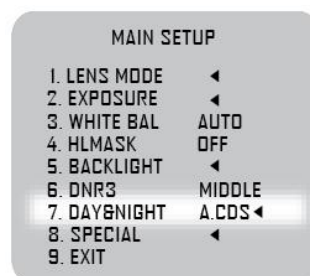 MAIN SETUP
1. LENS MODE ◄
2. EXPOSURE ◄
3. WHITE BAL AUTO
4. HLMASK OFF
5. BACKLIGHT ◄
6. DNR3 MIDDLE
7. DAY&NIGHT A.CDS◄
8. SPECIAL ◄
9. EXIT